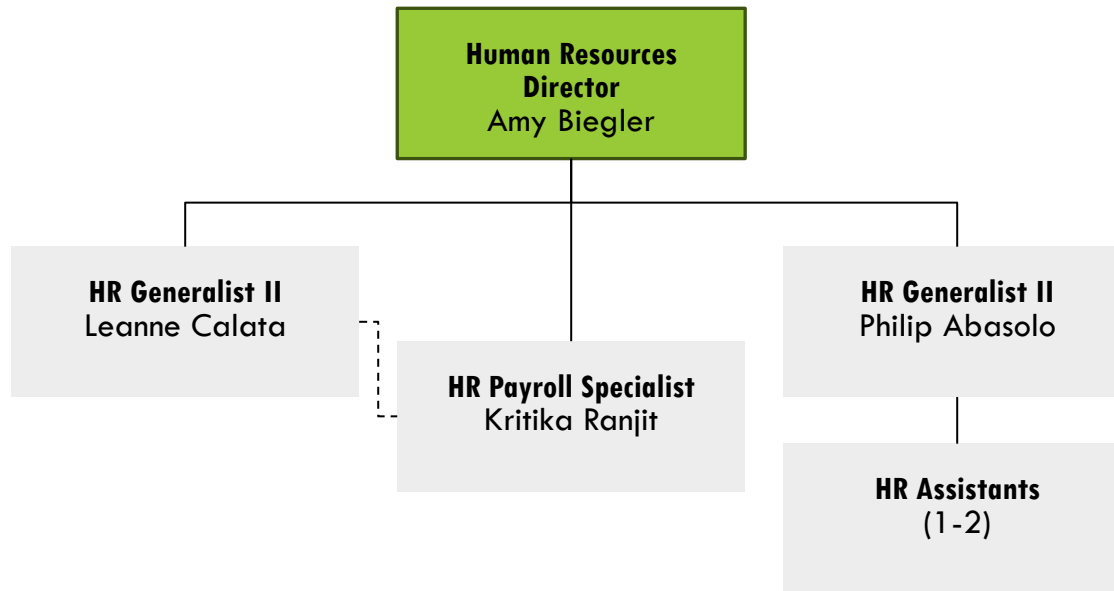 Human Resources
Director
Amy Biegler
HR Generalist II
Leanne Calata
HR Payroll Specialist
Kritika Ranjit
HR Generalist II
Philip Abasolo
HR Assistants
(1-2)